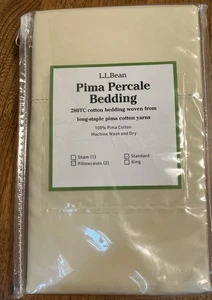 L.L.Bean
Pima Percale
Bedding
280TC cotton bedding woven from
long-staple pima cotton yarns
100% Pima Cotton
Machine Wash and Dry
Sham (1) Standard
Pillowcases (2) King